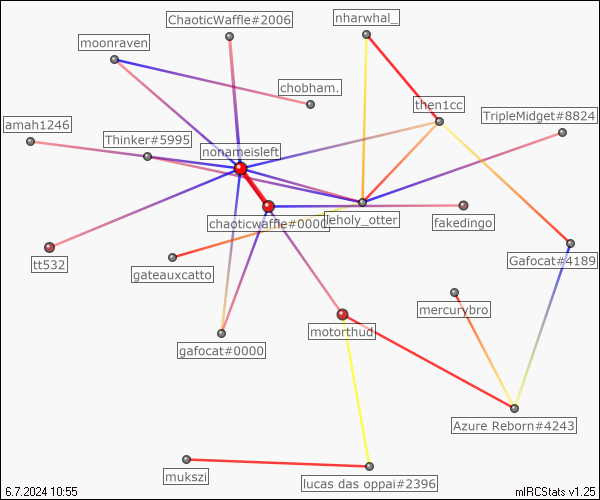 ChaoticWaffle#2006
nharwhal_
moonraven
chobham.
then1cc
TripleMidget#8824
amah1246
Thinker#5995
nonameisleft
chaoticwaffle#0000
leholy_otter
fakedingo
tt532
gateauxcatto
Gafocat#4189
mercurybro
motorthud
gafocat#0000
Azure Reborn#4243
mukszi
lucas das oppai#2396
6.7.2024 10:55
mIRCStats v1.25